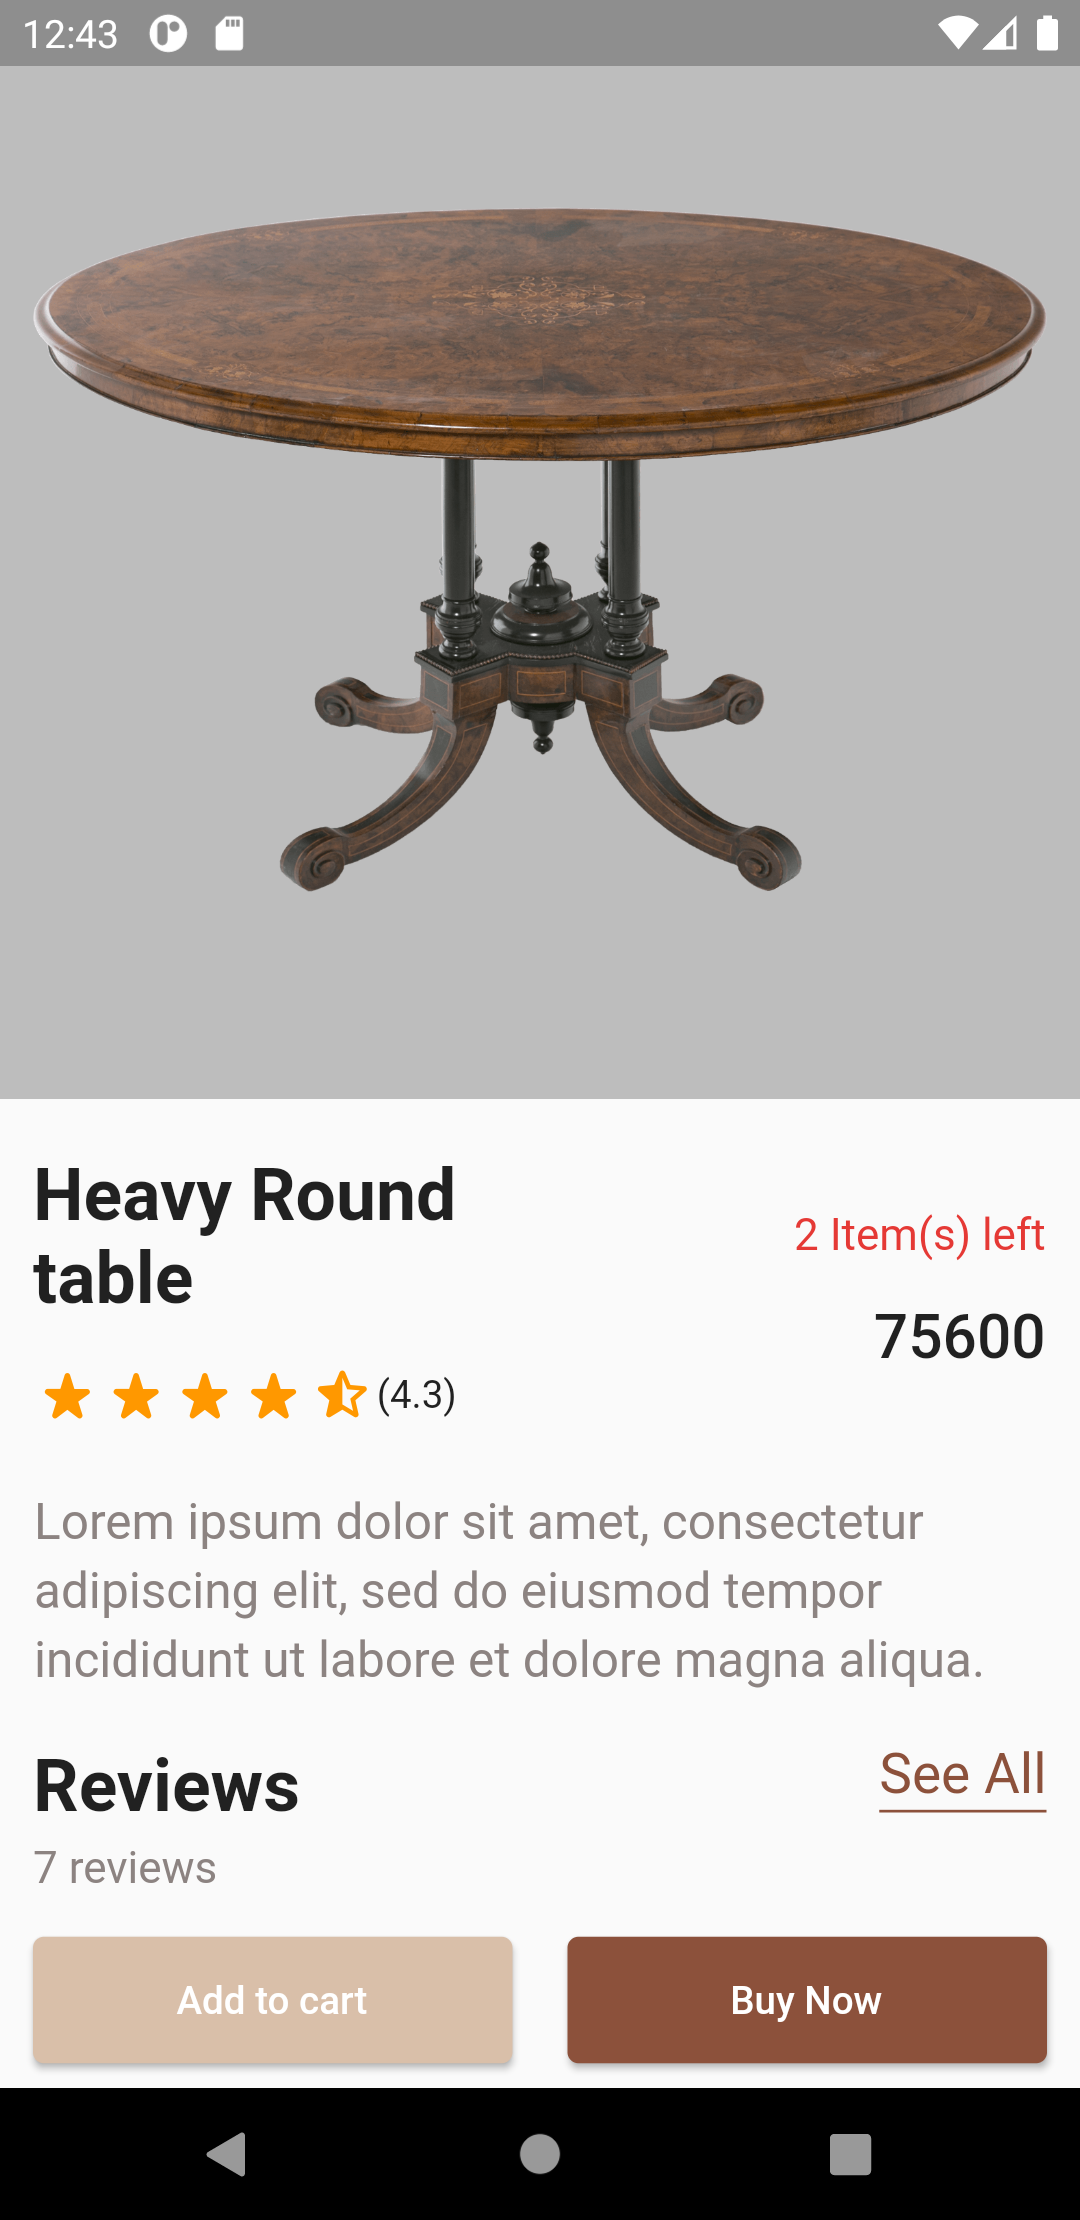 12:43
Heavy Round
table
2 Item(s) left
75600
(4.3)
Lorem ipsum dolor sit amet, consectetur
adipiscing elit, sed do eiusmod tempor
incididunt ut labore et dolore magna aliqua.
Reviews
See All
7 reviews
Add to cart
Buy Now